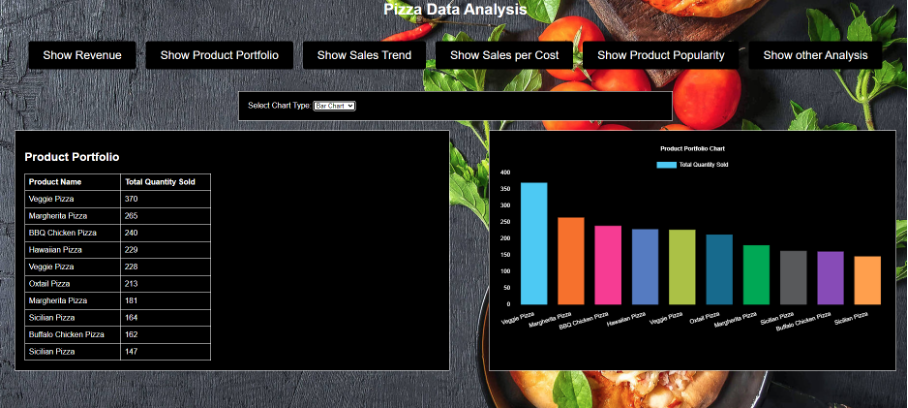 Pizza Data Analysis
Show Revenue Show Product Portfolio Show Sales Trend Show Sales per Cost Show Product Popularity Show other Analysis
Select Chart Type: Bar Chart
Product Portfolio
Product Name Total Quantity Sold
Veggie Pizza 370
Margherita Pizza 265
BBQ Chicken Pizza 240
Hawaiian Pizza 229
Veggie Pizza 228
Oxtail Pizza 213
Margherita Pizza 181
Sicilian Pizza 164
Buffalo Chicken Pizza 162
Sicilian Pizza 147
Product Portfolio Chart
Total Quantity Sold
400
350
300
250
200
150
100
50
0
Veggie Pizza Margherita Pizza BBQ Chicken Pizza Hawaiian Pizza Veggie Pizza Oxtail Pizza Margherita Pizza Sicilian Pizza Buffalo Chicken Pizza Sicilian Pizza